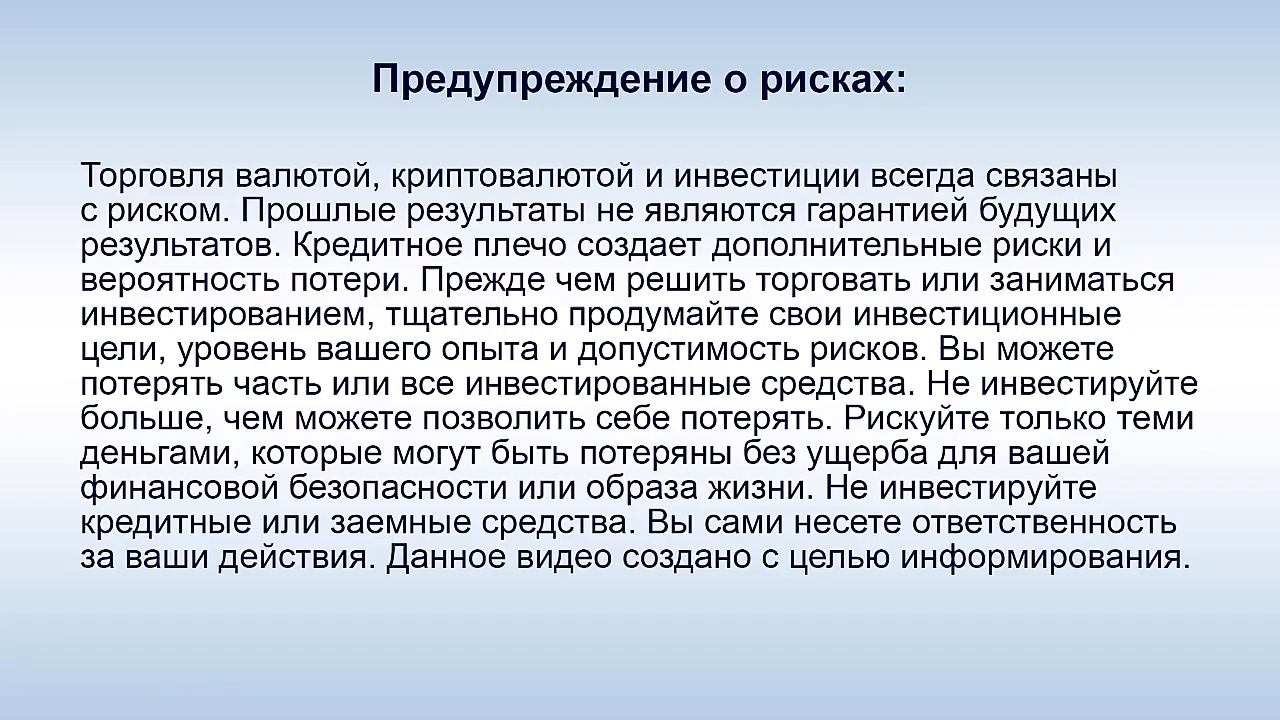 Предупреждение о рисках:
Торговля валютой, криптовалютой и инвестиции всегда связаны
с риском. Прошлые результаты не являются гарантией будущих
результатов. Кредитное плечо создает дополнительные риски и
вероятность потери. Прежде чем решить торговать или заниматься
инвестированием, тщательно продумайте свои инвестиционные
цели, уровень вашего опыта и допустимость рисков. Вы можете
потерять часть или все инвестированные средства. Не инвестируйте
больше, чем можете позволить себе потерять. Рискуйте только теми
деньгами, которые могут быть потеряны без ущерба для вашей
финансовой безопасности или образа жизни. Не инвестируйте
кредитные или заемные средства. Вы сами несете ответственность
за ваши действия. Данное видео создано с целью информирования.